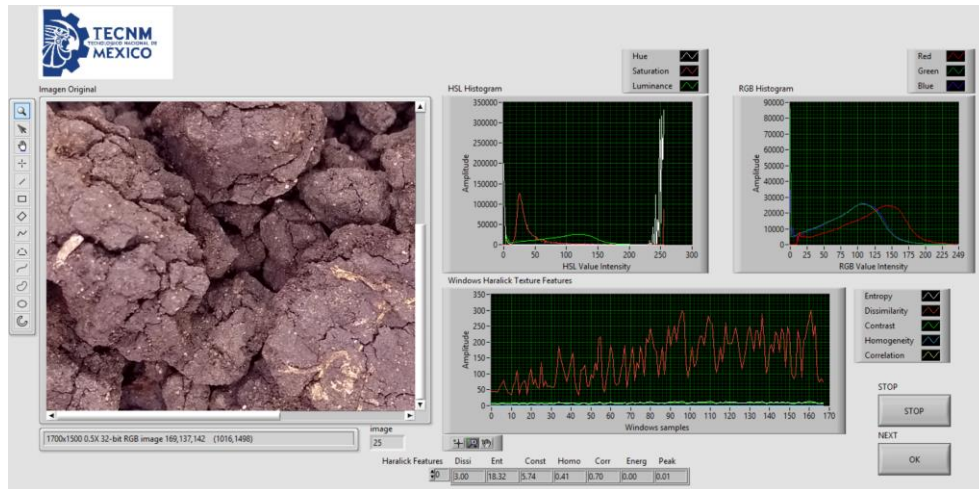 TECNM
TECNOLÓGICO NACIONAL DE
MÉXICO
Imagen Original
1700x1500 0.5X 32-bit RGB image 169,137,142 (1016,1498)
image
25
HSL Histogram
Hue
Saturation
Luminance
Amplitude
350000
300000
250000
200000
150000
100000
50000
0
0 50 100 150 200 250 300
HSL Value Intensity
RGB Histogram
Red
Green
Blue
Amplitude
90000
80000
70000
60000
50000
40000
30000
20000
10000
0
0 25 50 75 100 125 150 175 200 225 249
RGB Value Intensity
Windows Haralick Texture Features
Entropy
Dissimilarity
Contrast
Homogeneity
Correlation
Amplitude
350
300
250
200
150
100
50
0
0 10 20 30 40 50 60 70 80 90 100 110 120 130 140 150 160 170
Windows samples
STOP
STOP
NEXT
OK
Haralick Features Dissi Ent Const Homo Corr Energ Peak
0 3.00 18.32 5.74 0.41 0.70 0.00 0.01